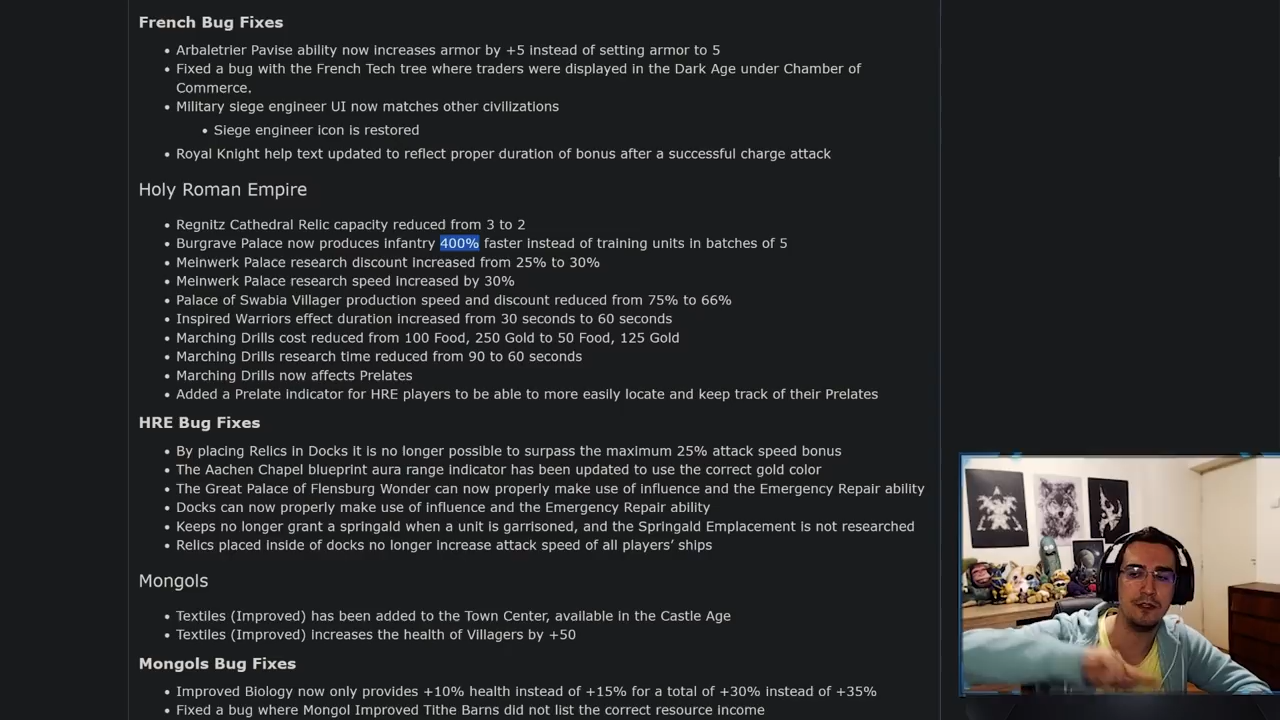 French Bug Fixes
Arbaletrier Pavise ability now increases armor by +5 instead of setting armor to 5
Fixed a bug with the French Tech tree where traders were displayed in the Dark Age under Chamber of
Commerce.
Military siege engineer UI now matches other civilizations
Siege engineer icon is restored
Royal Knight help text updated to reflect proper duration of bonus after a successful charge attack
Holy Roman Empire
Regnitz Cathedral Relic capacity reduced from 3 to 2
Burgrave Palace now produces infantry 400% faster instead of training units in batches of 5
Meinwerk Palace research discount increased from 25% to 30%
Meinwerk Palace research speed increased by 30%
Palace of Swabia Villager production speed and discount reduced from 75% to 66%
Inspired Warriors effect duration increased from 30 seconds to 60 seconds
Marching Drills cost reduced from 100 Food, 250 Gold to 50 Food, 125 Gold
Marching Drills research time reduced from 90 to 60 seconds
Marching Drills now affects Prelates
Added a Prelate indicator for HRE players to be able to more easily locate and keep track of their Prelates
HRE Bug Fixes
By placing Relics in Docks it is no longer possible to surpass the maximum 25% attack speed bonus
The Aachen Chapel blueprint aura range indicator has been updated to use the correct gold color
The Great Palace of Flensburg Wonder can now properly make use of influence and the Emergency Repair ability
Docks can now properly make use of influence and the Emergency Repair ability
Keeps no longer grant a springald when a unit is garrisoned, and the Springald Emplacement is not researched
Relics placed inside of docks no longer increase attack speed of all players’ ships
Mongols
Textiles (Improved) has been added to the Town Center, available in the Castle Age
Textiles (Improved) increases the health of Villagers by +50
Mongols Bug Fixes
Improved Biology now only provides +10% health instead of +15% for a total of +30% instead of +35%
Fixed a bug where Mongol Improved Tithe Barns did not list the correct resource income